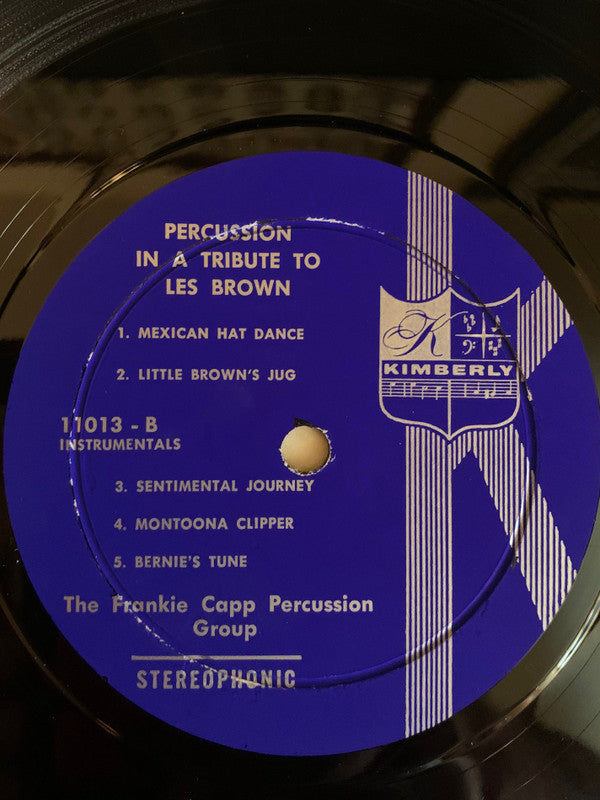 PERCUSSION
IN A TRIBUTE TO
LES BROWN
1. MEXICAN HAT DANCE
2. LITTLE BROWN'S JUG
K
KIMBERLY
11013 - B
INSTRUMENTALS
3. SENTIMENTAL JOURNEY
4. MONTOONA CLIPPER
5. BERNIE'S TUNE
The Frankie Capp Percussion
Group
STEREOPHONIC